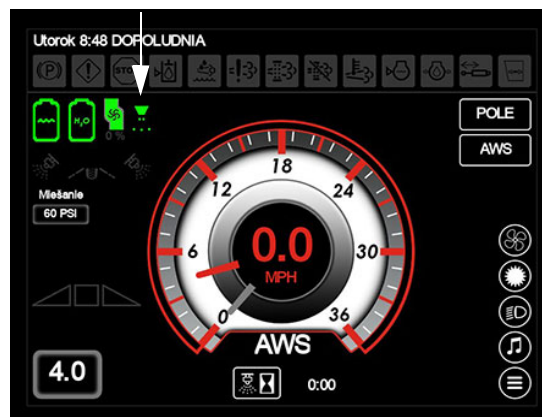 Utorok 8:48 DOPOLUDNIA
(P) STOP
H₂O
0 %
POLE
AWS
Miešanie
60 PSI
0 6 12 18 24 30 36
0.0
MPH
AWS
4.0
0:00